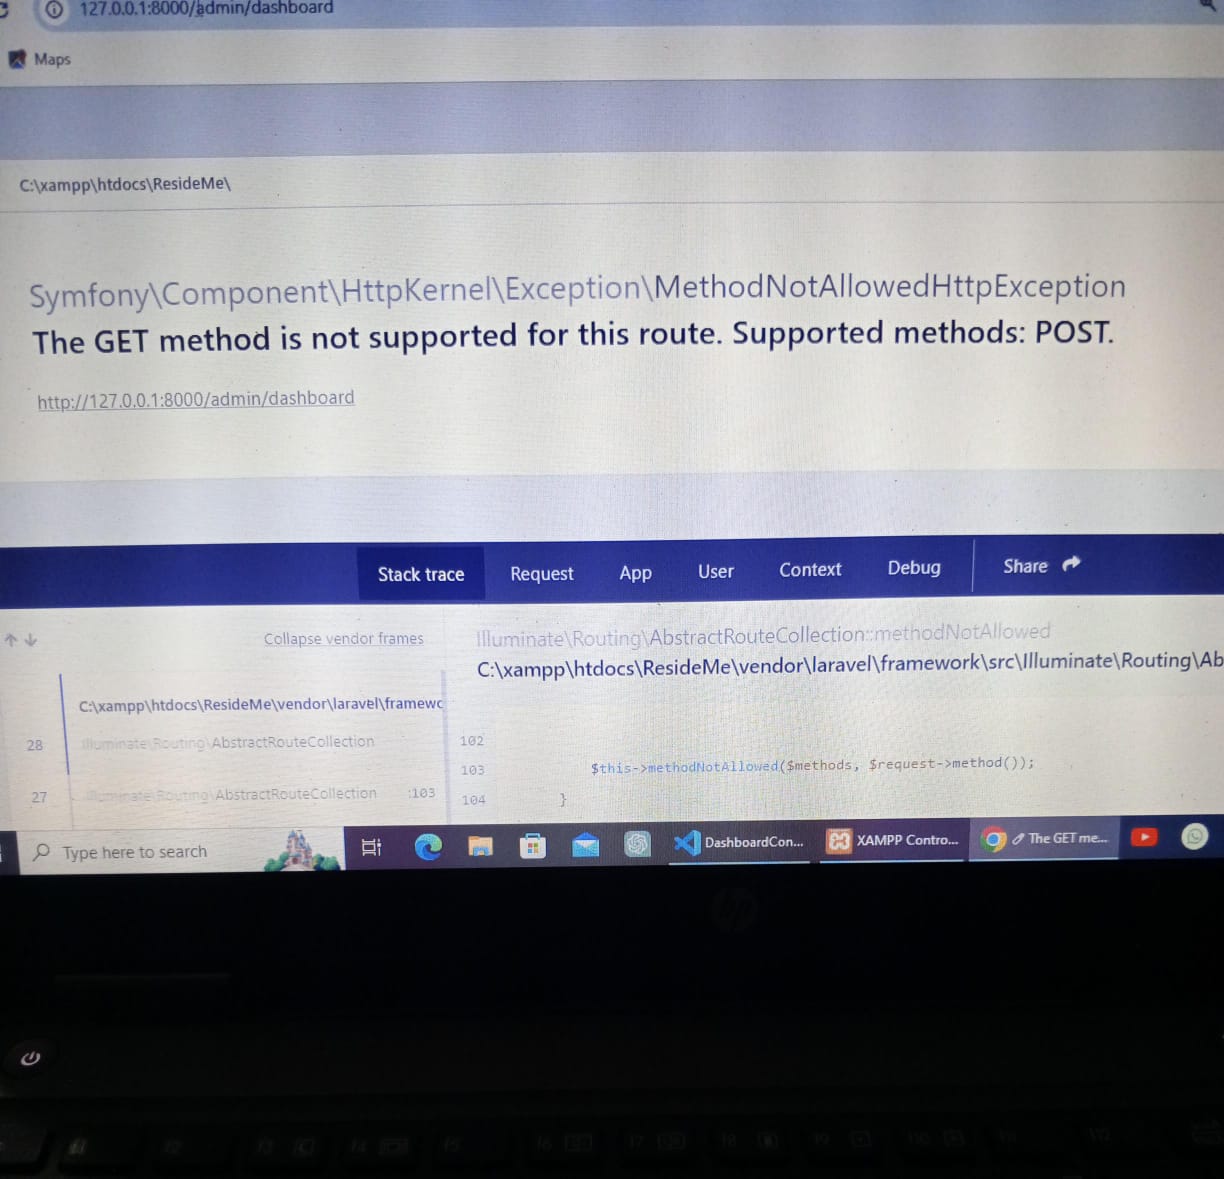 127.0.0.1:8000/admin/dashboard
Maps
C:\xampp\htdocs\ResideMe\
Symfony\Component\HttpKernel\Exception\MethodNotAllowedHttpException
The GET method is not supported for this route. Supported methods: POST.
http://127.0.0.1:8000/admin/dashboard
Stack trace Request App User Context Debug Share
Collapse vendor frames
Illuminate\Routing\AbstractRouteCollection::methodNotAllowed
C:\xampp\htdocs\ResideMe\vendor\laravel\framework\src\Illuminate\Routing\Ab
C:\xampp\htdocs\ResideMe\vendor\laravel\framewo
28 Illuminate\Routing\AbstractRouteCollection
27 Illuminate\Routing\AbstractRouteCollection :103
102
103 $this->methodNotAllowed($methods, $request->method());
104 }
Type here to search
DashboardCon...
XAMPP Contro...
The GET me...
hp